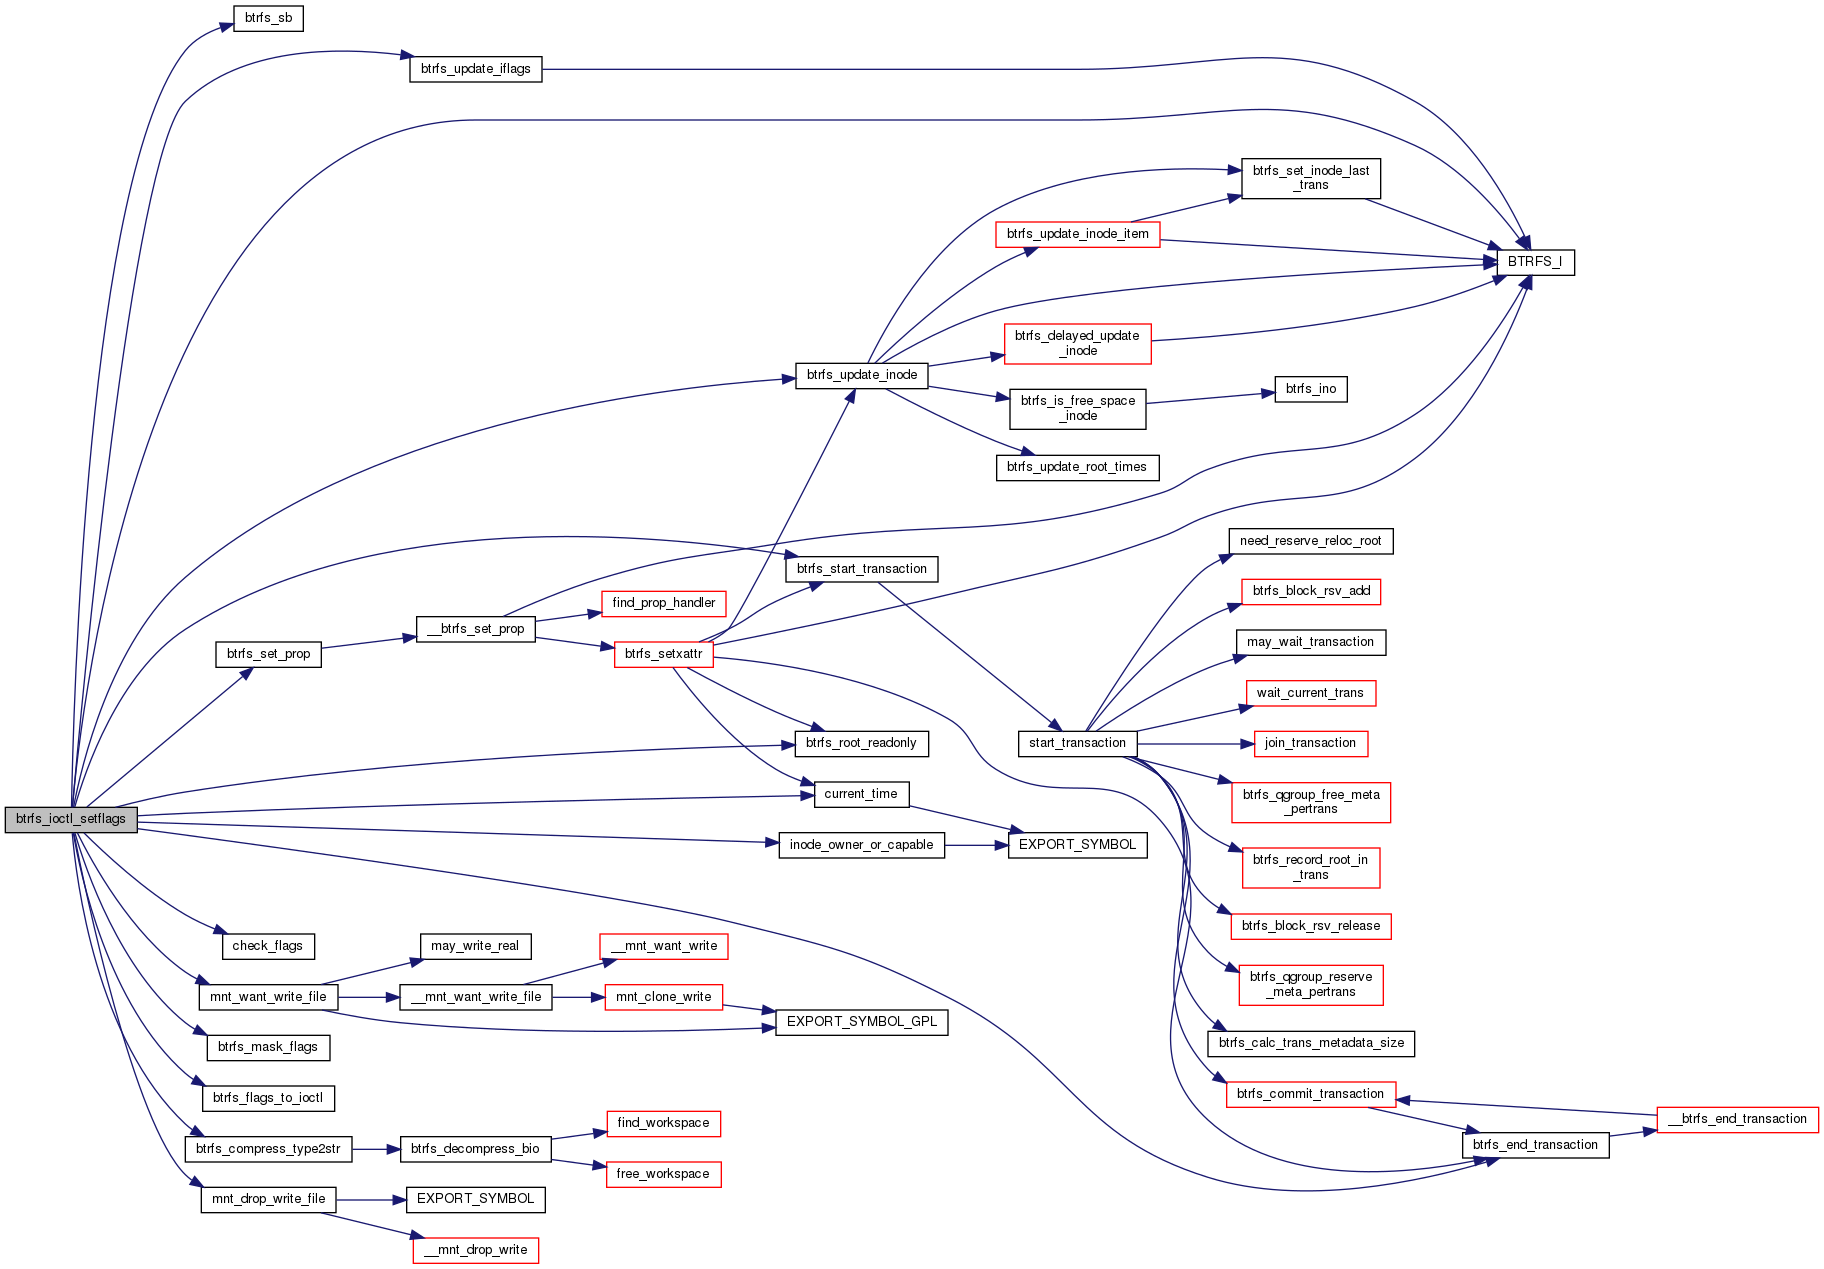 btrfs_sb
btrfs_update_iflags
btrfs_set_inode_last
_trans
btrfs_update_inode_item
BTRFS_I
btrfs_delayed_update
_inode
btrfs_update_inode
btrfs_is_free_space
_inode
btrfs_ino
btrfs_update_root_times
need_reserve_reloc_root
btrfs_start_transaction
btrfs_block_rsv_add
find_prop_handler
__btrfs_set_prop
may_wait_transaction
btrfs_set_prop
btrfs_setxattr
wait_current_trans
btrfs_root_readonly
start_transaction
join_transaction
current_time
btrfs_qgroup_free_meta
_pertrans
btrfs_ioctl_setflags
inode_owner_or_capable
EXPORT_SYMBOL
btrfs_record_root_in
_trans
btrfs_block_rsv_release
check_flags
may_write_real
__mnt_want_write
btrfs_qgroup_reserve
_meta_pertrans
mnt_want_write_file
__mnt_want_write_file
mnt_clone_write
EXPORT_SYMBOL_GPL
btrfs_mask_flags
btrfs_calc_trans_metadata_size
btrfs_flags_to_ioctl
btrfs_commit_transaction
__btrfs_end_transaction
find_workspace
btrfs_compress_type2str
btrfs_decompress_bio
btrfs_end_transaction
free_workspace
mnt_drop_write_file
EXPORT_SYMBOL
__mnt_drop_write